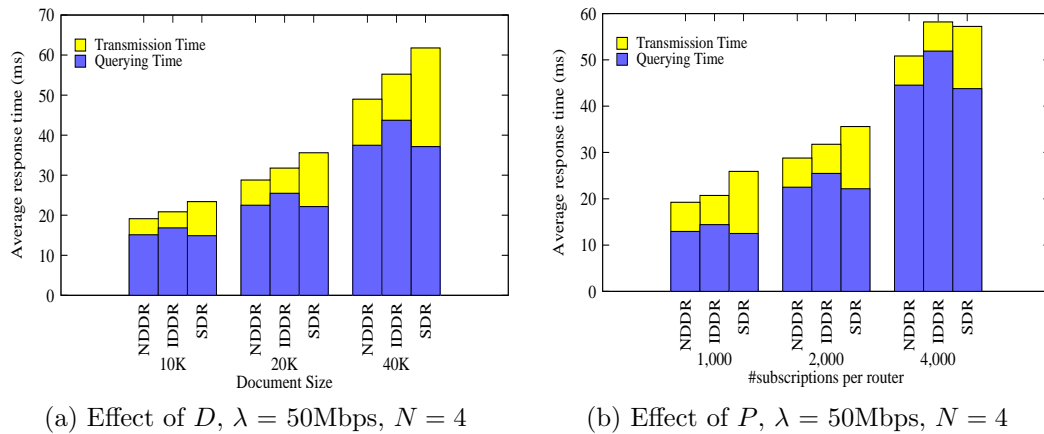 Average response time (ms)
70
60
50
40
30
20
10
0
Transmission Time
Querying Time
NDDR
IDDR
SDR
NDDR
IDDR
SDR
NDDR
IDDR
SDR
10K
20K
40K
Document Size
(a) Effect of D, λ = 50Mbps, N = 4
Average response time (ms)
60
50
40
30
20
10
0
Transmission Time
Querying Time
NDDR
IDDR
SDR
NDDR
IDDR
SDR
NDDR
IDDR
SDR
1,000
2,000
4,000
#subscriptions per router
(b) Effect of P, λ = 50Mbps, N = 4